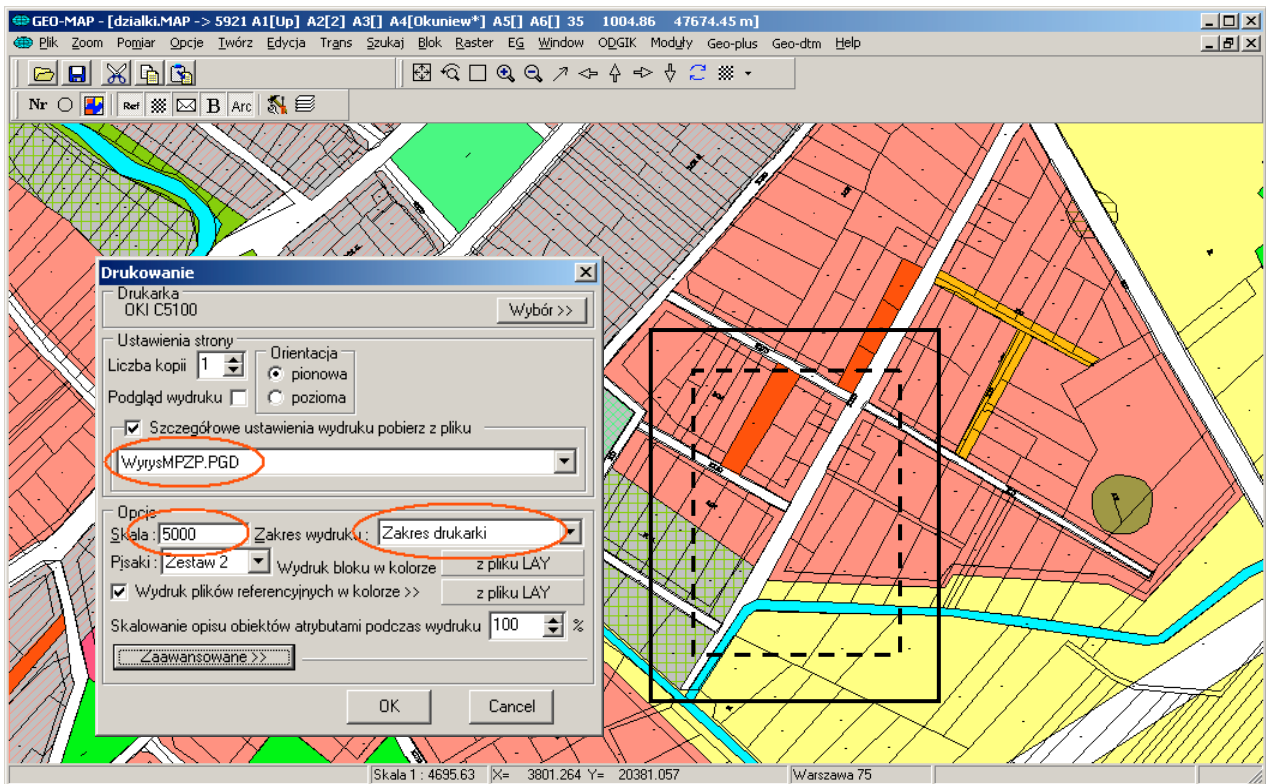 GEO-MAP - [dzialki.MAP -> 5921 A1[Up] A2[2] A3[] A4[Okuniew*] A5[] A6[] 35 1004.86 47674.45 m]
Plik Zoom Pomiar Opcje Twórz Edycja Trans Szukaj Blok Raster EG Window ODGIK Moduły Geo-plus Geo-dtm Help
Nr Ref B Arc
Drukowanie
Drukarka
OKI C5100 Wybór >>
Ustawienia strony
Liczba kopii 1 Orientacja
pionowa
Podgląd wydruku pozioma
Szczegółowe ustawienia wydruku pobierz z pliku
WyrysMPZP.PGD
Opcje
Skala : 5000 Zakres wydruku : Zakres drukarki
Pisaki : Zestaw 2 Wydruk bloku w kolorze z pliku LAY
Wydruk plików referencyjnych w kolorze >> z pliku LAY
Skalowanie opisu obiektów atrybutami podczas wydruku 100 %
Zaawansowane >>
OK Cancel
Skala 1 : 4695.63 X= 3801.264 Y= 20381.057 Warszawa 75